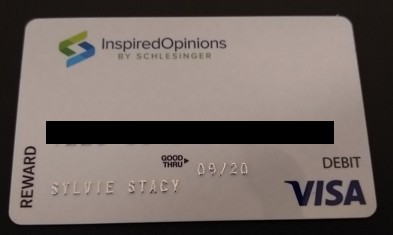 InspiredOpinions
BY SCHLESINGER
GOOD
THRU
09/20
REWARD
SYLVIE STACY
DEBIT
VISA